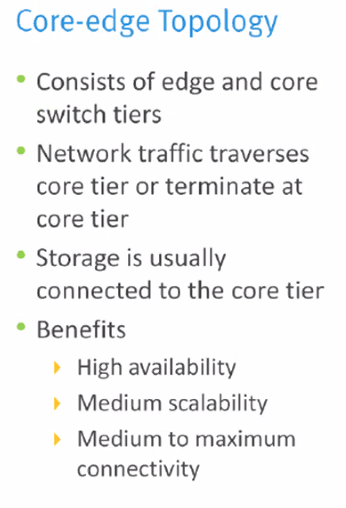 Core-edge Topology
• Consists of edge and core
switch tiers
• Network traffic traverses
core tier or terminate at
core tier
• Storage is usually
connected to the core tier
• Benefits
High availability
Medium scalability
Medium to maximum
connectivity